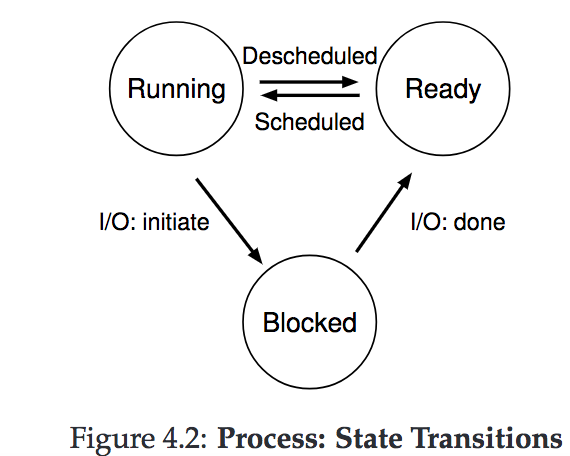 Descheduled
Running
Ready
Scheduled
I/O: initiate
I/O: done
Blocked
Figure 4.2: Process: State Transitions